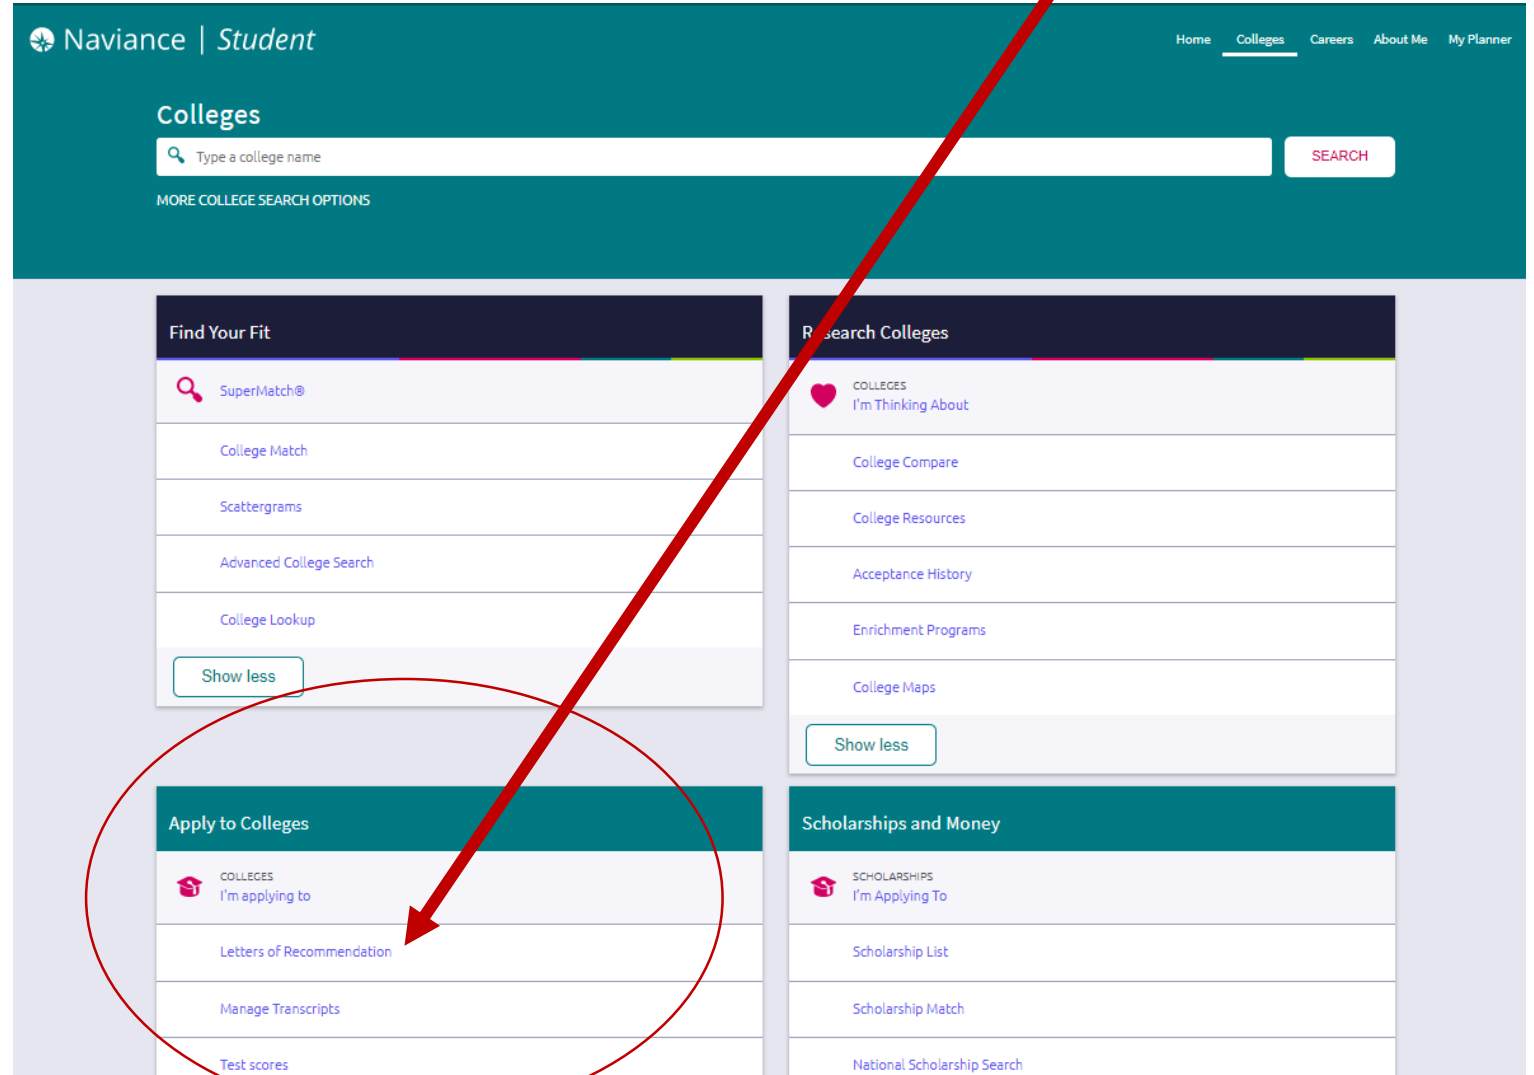 Naviance | Student
Home Colleges Careers About Me My Planner
Colleges
Type a college name
SEARCH
MORE COLLEGE SEARCH OPTIONS
Find Your Fit
SuperMatch®
College Match
Scattergrams
Advanced College Search
College Lookup
Show less
Research Colleges
COLLEGES
I'm Thinking About
College Compare
College Resources
Acceptance History
Enrichment Programs
College Maps
Show less
Apply to Colleges
COLLEGES
I'm applying to
Letters of Recommendation
Manage Transcripts
Test scores
Scholarships and Money
SCHOLARSHIPS
I'm Applying To
Scholarship List
Scholarship Match
National Scholarship Search